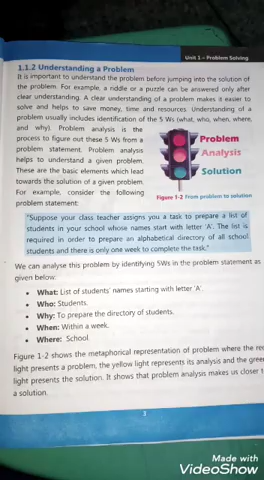 Unit 1 – Problem Solving
1.1.2 Understanding a Problem
It is important to understand the problem before jumping into the solution of
the problem. For example, a riddle or a puzzle can be answered only after
clear understanding. A clear understanding of a problem makes it easier to
solve and helps to save money, time and resources. Understanding of a
problem usually includes identification of the 5 Ws (what, who, when, where,
and why). Problem analysis is the
process to figure out these 5 Ws from a
problem statement. Problem analysis
helps to understand a given problem.
These are the basic elements which lead
towards the solution of a given problem.
For example, consider the following
problem statement:
Problem
Analysis
Solution
Figure 1-2 From problem to solution
"Suppose your class teacher assigns you a task to prepare a list of
students in your school whose names start with letter 'A'. The list is
required in order to prepare an alphabetical directory of all school
students and there is only one week to complete the task."
We can analyse this problem by identifying 5Ws in the problem statement as
given below:
• What: List of students' names starting with letter 'A'.
• Who: Students.
• Why: To prepare the directory of students.
• When: Within a week.
• Where: School.
Figure 1-2 shows the metaphorical representation of problem where the re
light presents a problem, the yellow light represents its analysis and the gree
light presents the solution. It shows that problem analysis makes us closer t
a solution.
3
Made with
VideoShow